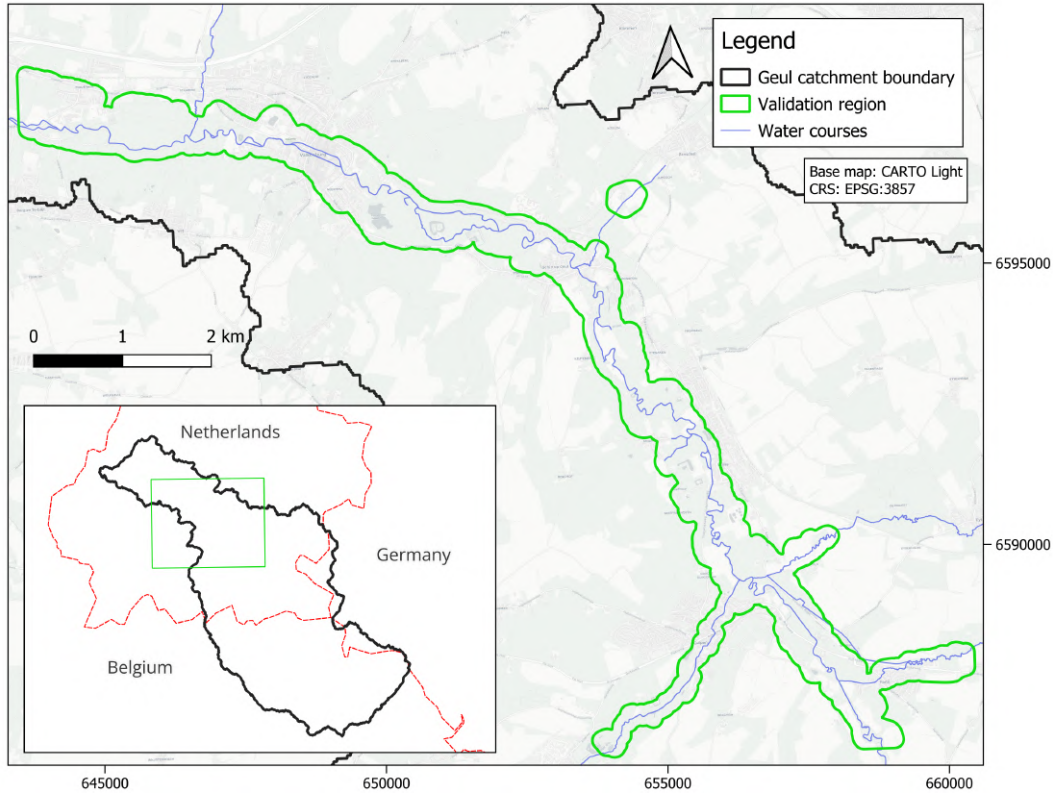 Legend
Geul catchment boundary
Validation region
Water courses
Base map: CARTO Light
CRS: EPSG:3857
6595000
0 1 2 km
Netherlands
Germany
Belgium
6590000
645000 650000 655000 660000